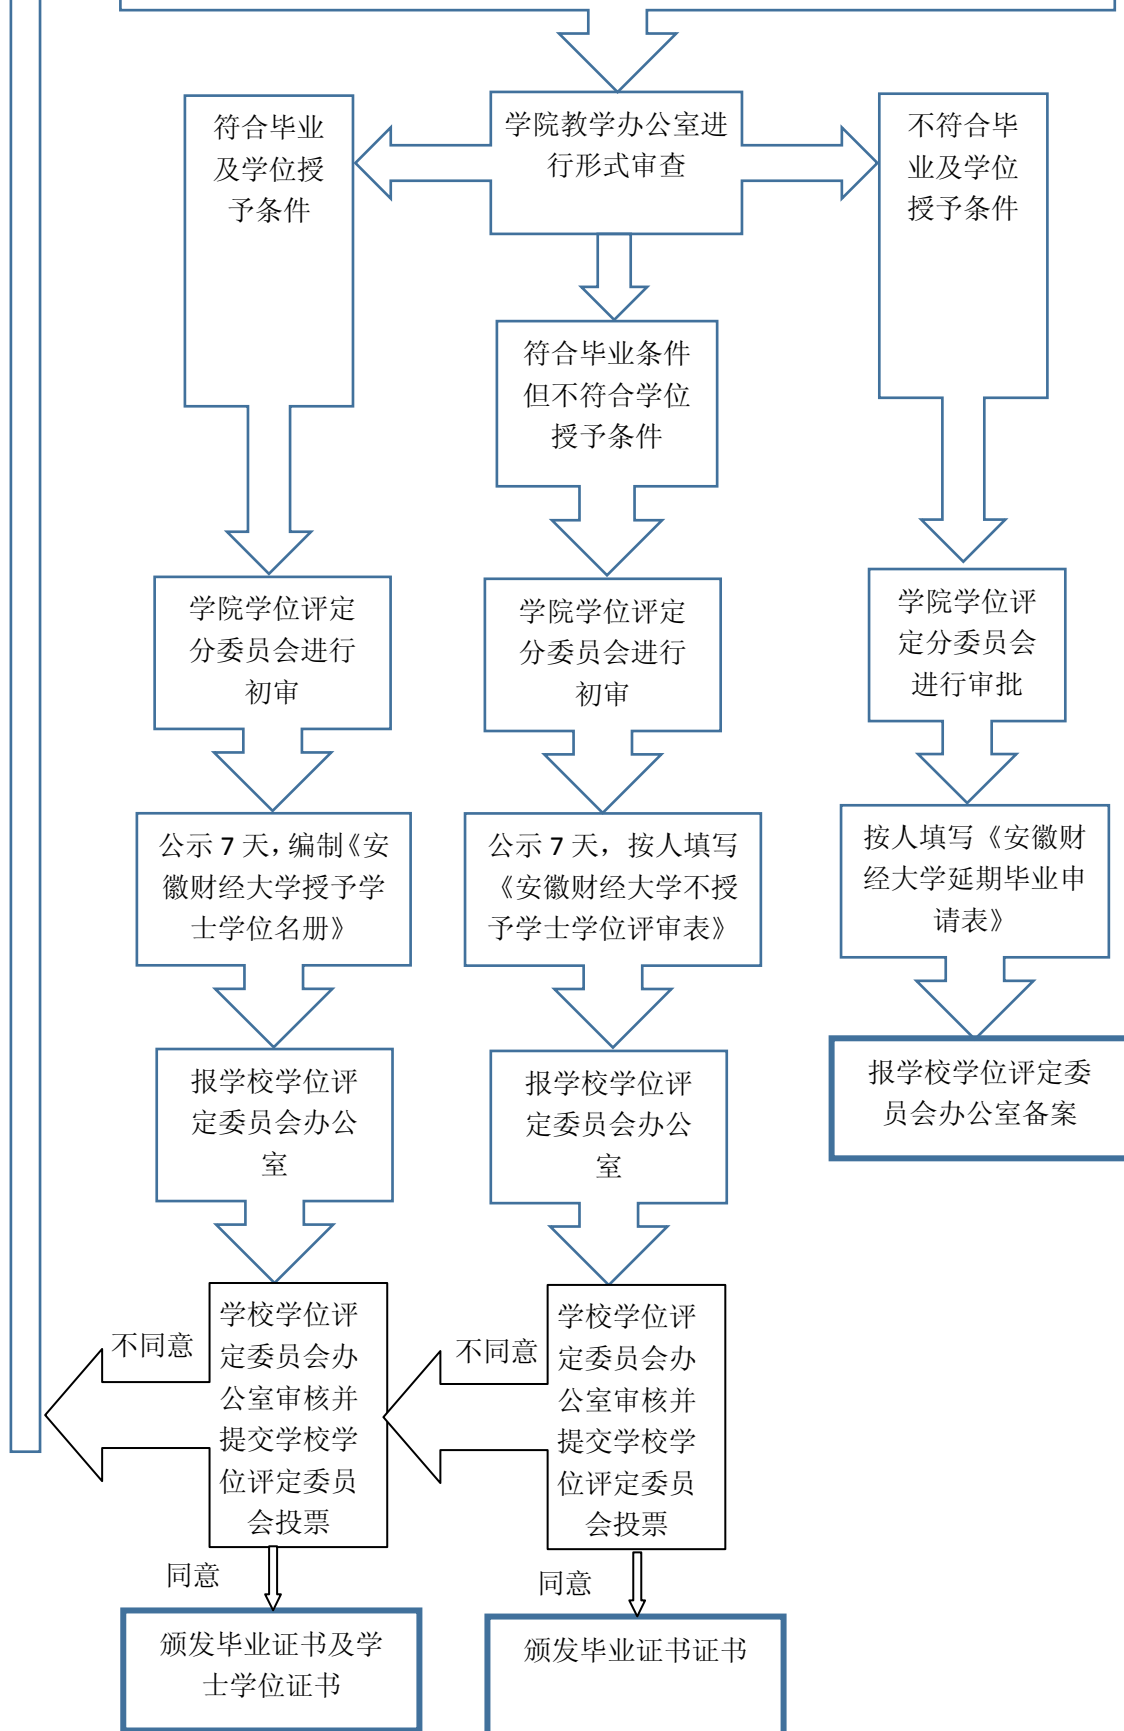 学院教学办公室进
行形式审查
符合毕业
及学位授
予条件
不符合毕
业及学位
授予条件
符合毕业条件
但不符合学位
授予条件
学院学位评定
分委员会进行
初审
学院学位评定
分委员会进行
初审
学院学位评
定分委员会
进行审批
公示 7 天，编制《安
徽财经大学授予学
士学位名册》
公示 7 天，按人填写
《安徽财经大学不授
予学士学位评审表》
按人填写《安徽财
经大学延期毕业申
请表》
报学校学位评
定委员会办公
室
报学校学位评
定委员会办公
室
报学校学位评定委
员会办公室备案
不同意
学校学位评
定委员会办
公室审核并
提交学校学
位评定委员
会投票
不同意
学校学位评
定委员会办
公室审核并
提交学校学
位评定委员
会投票
同意
同意
颁发毕业证书及学
士学位证书
颁发毕业证书证书